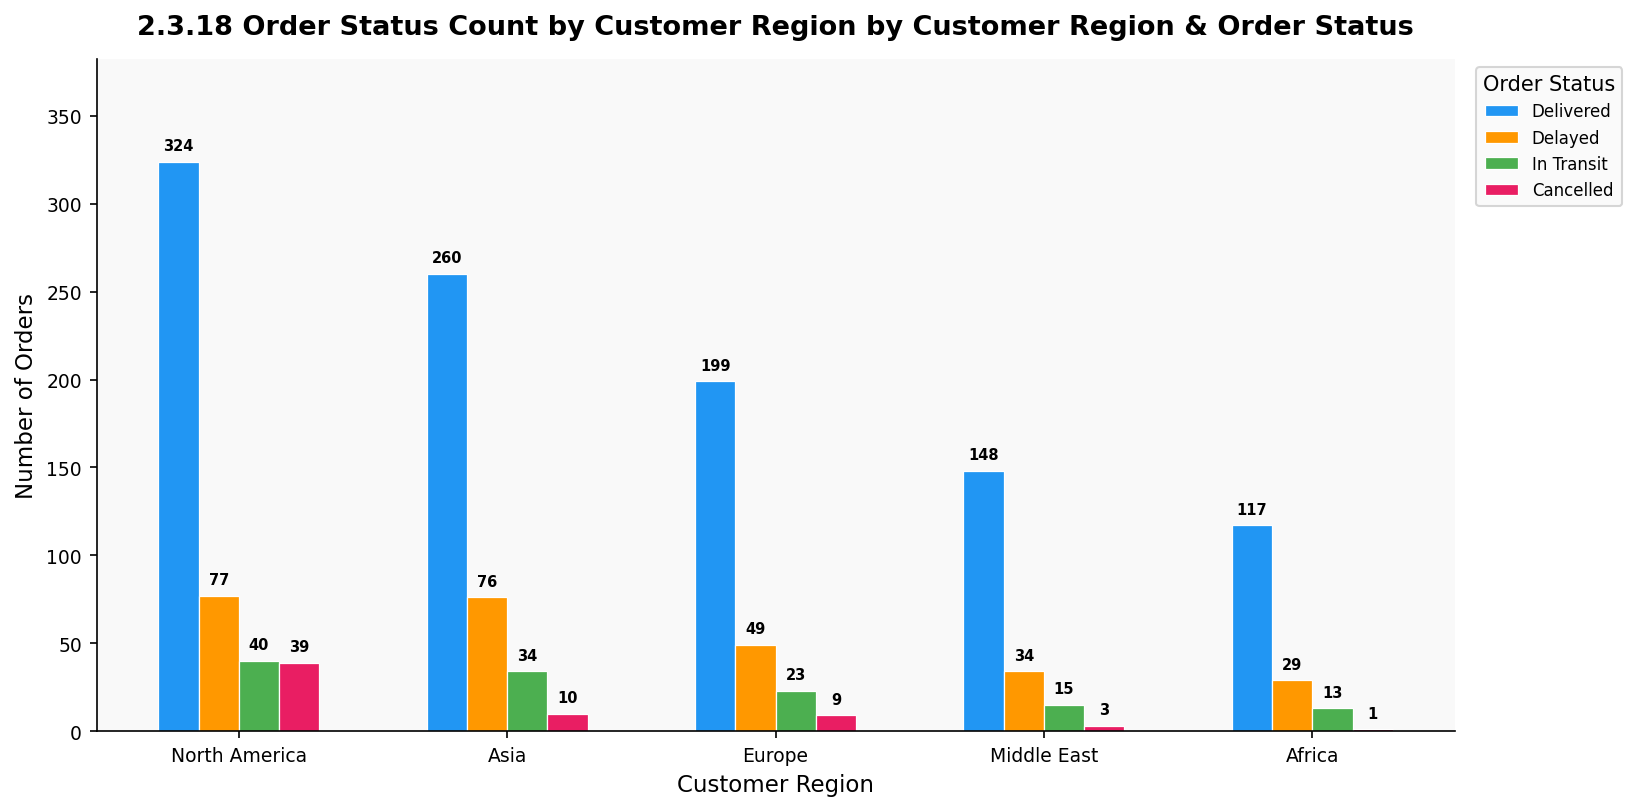 2.3.18 Order Status Count by Customer Region by Customer Region & Order Status
Order Status
Delivered
Delayed
In Transit
Cancelled
Number of Orders
350
300
250
200
150
100
50
0
324
77
40
39
260
76
34
10
199
49
23
9
148
34
15
3
117
29
13
1
North America
Asia
Europe
Middle East
Africa
Customer Region